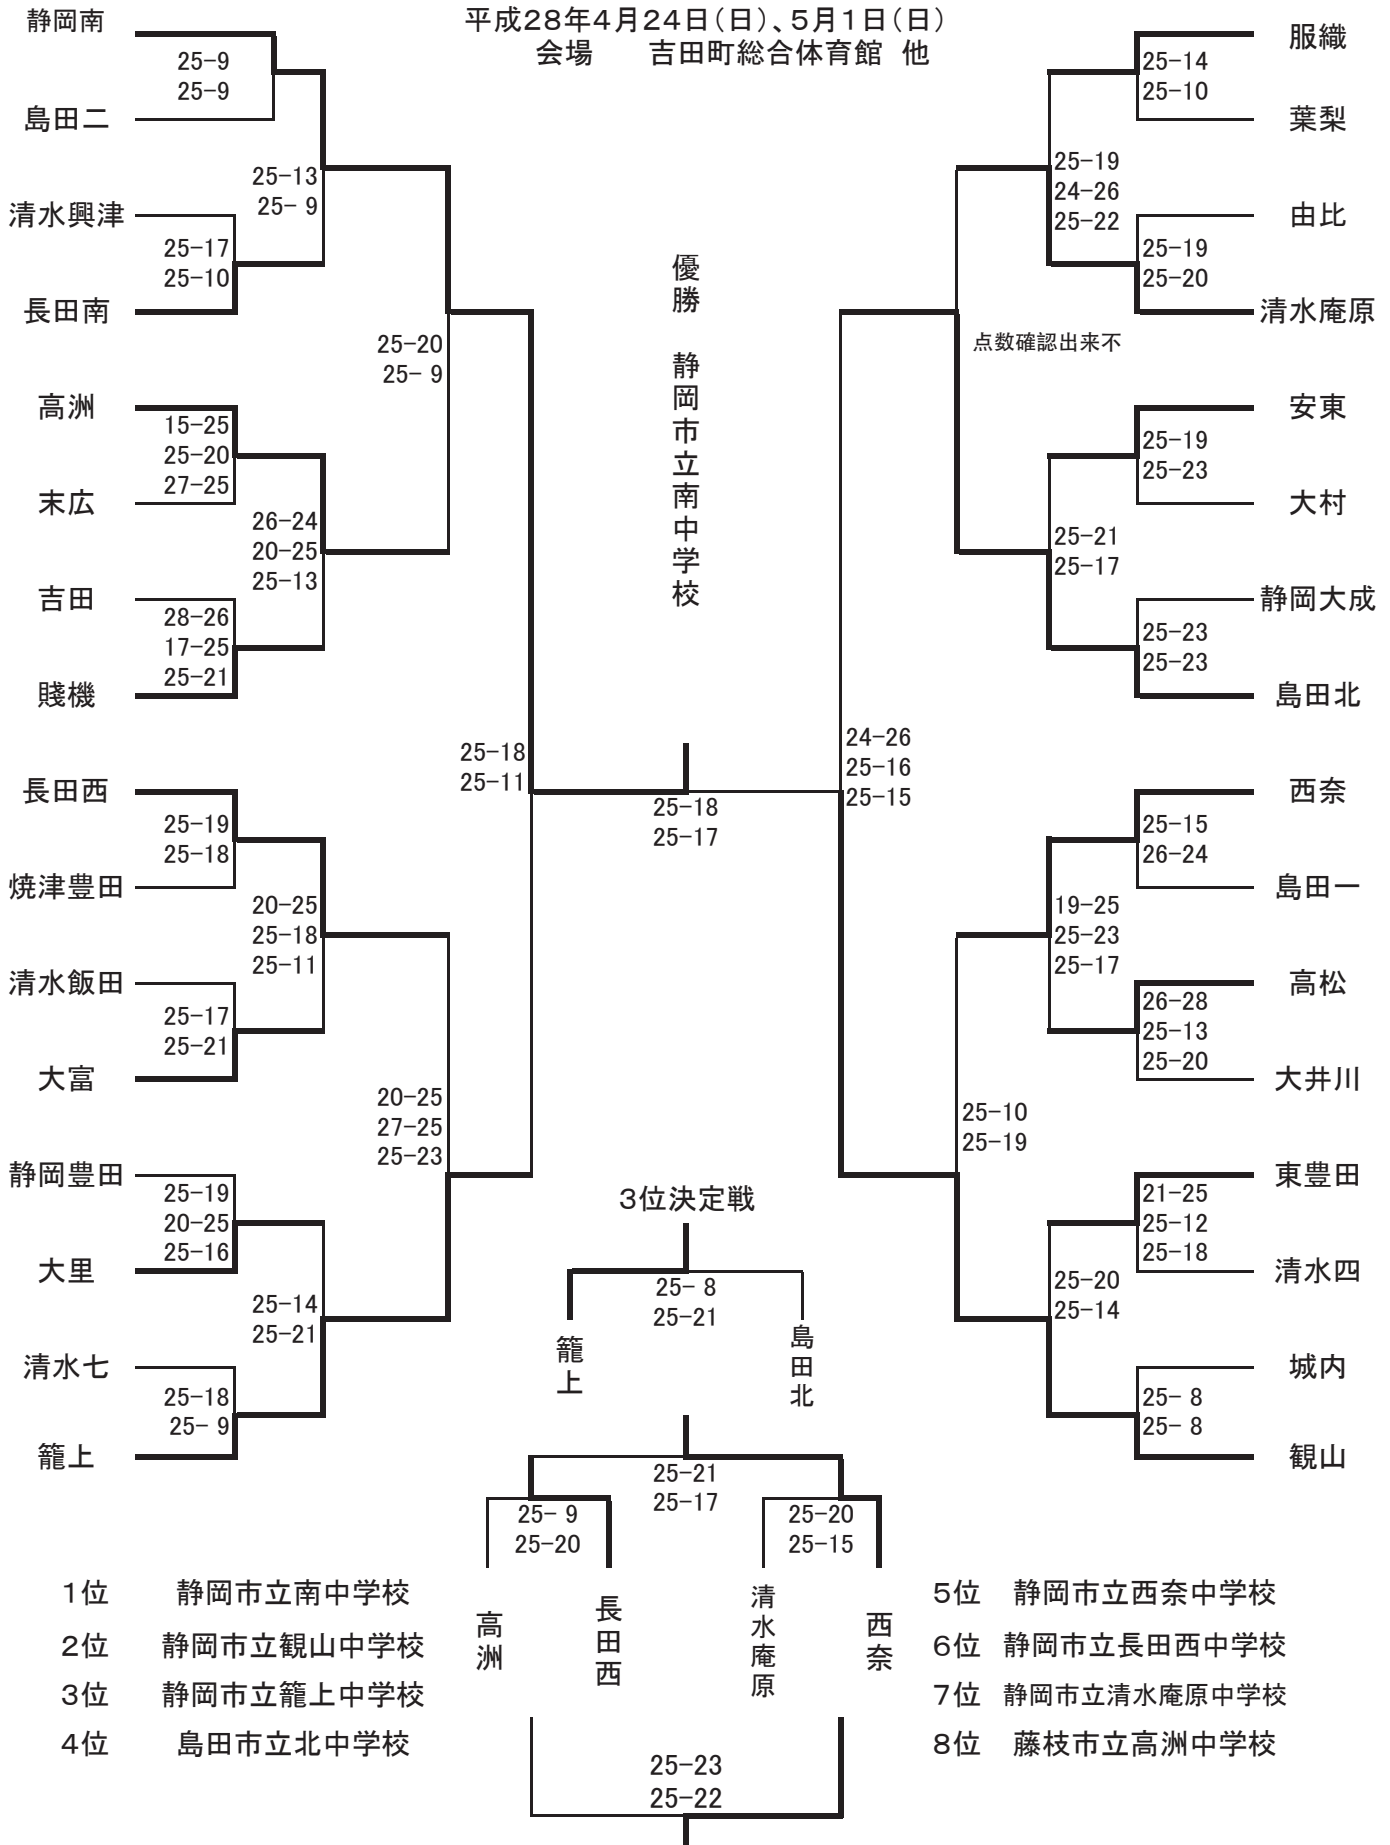 平成28年4月24日(日)、5月1日(日)
会場　吉田町総合体育館 他
静岡南
25-9
25-9
島田二
25-13
25- 9
清水興津
25-17
25-10
長田南
25-20
25- 9
高洲
15-25
25-20
27-25
末広
26-24
20-25
25-13
吉田
28-26
17-25
25-21
賤機
25-18
25-11
長田西
25-19
25-18
焼津豊田
20-25
25-18
25-11
清水飯田
25-17
25-21
大富
20-25
27-25
25-23
静岡豊田
25-19
20-25
25-16
大里
25-14
25-21
清水七
25-18
25- 9
籠上
優勝　静岡市立南中学校
25-18
25-17
服織
25-14
25-10
葉梨
25-19
24-26
25-22
由比
25-19
25-20
清水庵原
点数確認出来不
安東
25-19
25-23
大村
25-21
25-17
静岡大成
25-23
25-23
島田北
24-26
25-16
25-15
西奈
25-15
26-24
島田一
19-25
25-23
25-17
高松
26-28
25-13
25-20
大井川
25-10
25-19
東豊田
21-25
25-12
25-18
清水四
25-20
25-14
城内
25- 8
25- 8
観山
3位決定戦
25- 8
25-21
籠上
島田北
25-21
25-17
25- 9
25-20
25-20
25-15
高洲
長田西
清水庵原
西奈
25-23
25-22
1位　静岡市立南中学校
2位　静岡市立観山中学校
3位　静岡市立籠上中学校
4位　島田市立北中学校
5位　静岡市立西奈中学校
6位　静岡市立長田西中学校
7位　静岡市立清水庵原中学校
8位　藤枝市立高洲中学校